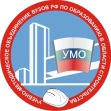 УЧЕБНО-МЕТОДИЧЕСКОЕ ОБЪЕДИНЕНИЕ ВУЗОВ РФ ПО ОБРАЗОВАНИЮ В ОБЛАСТИ СТРОИТЕЛЬСТВА
УМО